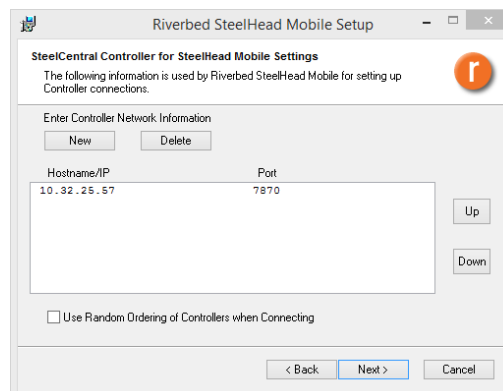 Riverbed SteelHead Mobile Setup
SteelCentral Controller for SteelHead Mobile Settings
The following information is used by Riverbed SteelHead Mobile for setting up
Controller connections.
r
Enter Controller Network Information
New Delete
Hostname/IP Port
10.32.25.57 7870
Up
Down
Use Random Ordering of Controllers when Connecting
< Back Next > Cancel